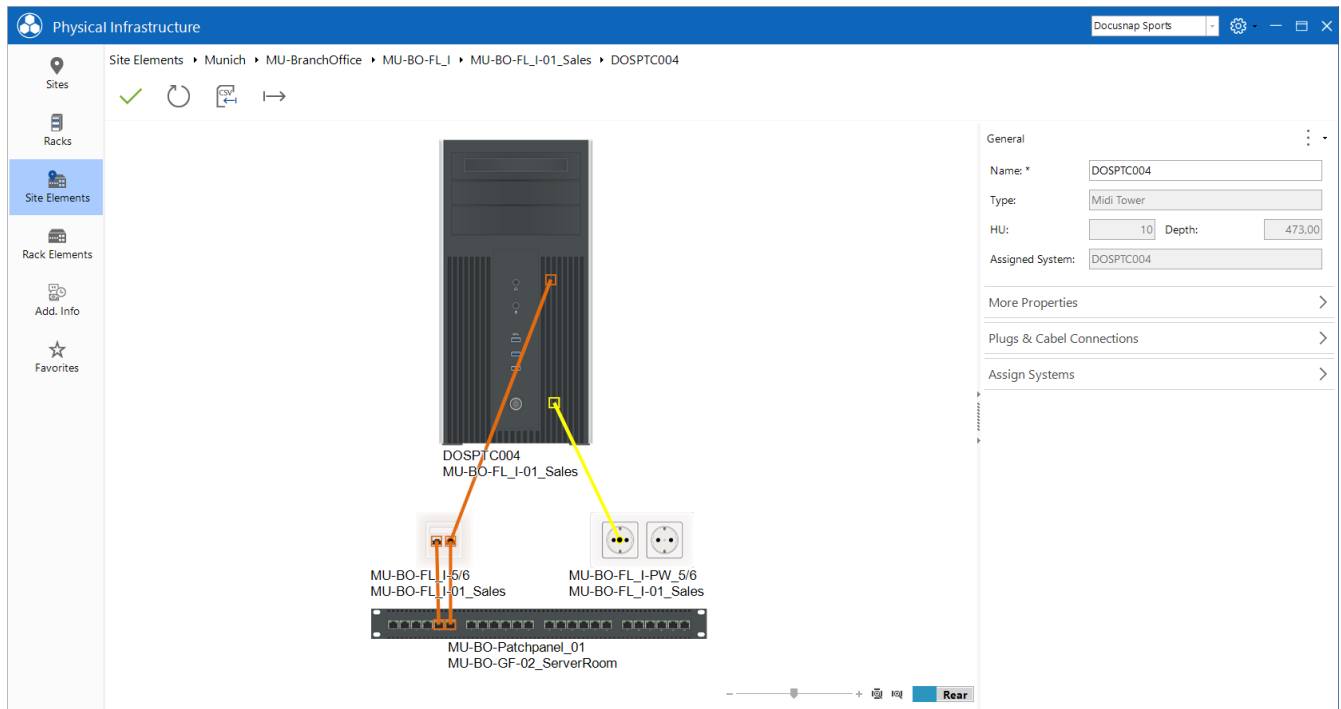 Physical Infrastructure
Docusnap Sports
Sites
Racks
Site Elements
Rack Elements
Add. Info
Favorites
Site Elements Munich MU-BranchOffice MU-BO-FL_I MU-BO-FL_I-01_Sales DOSPTC004
CSV
DOSPTC004
MU-BO-FL_I-01_Sales
MU-BO-FL_I-5/6
MU-BO-FL_I-01_Sales
MU-BO-FL_I-PW_5/6
MU-BO-FL_I-01_Sales
MU-BO-Patchpanel_01
MU-BO-GF-02_ServerRoom
Rear
General
Name: * DOSPTC004
Type: Midi Tower
HU: 10 Depth: 473.00
Assigned System: DOSPTC004
More Properties
Plugs & Cabel Connections
Assign Systems